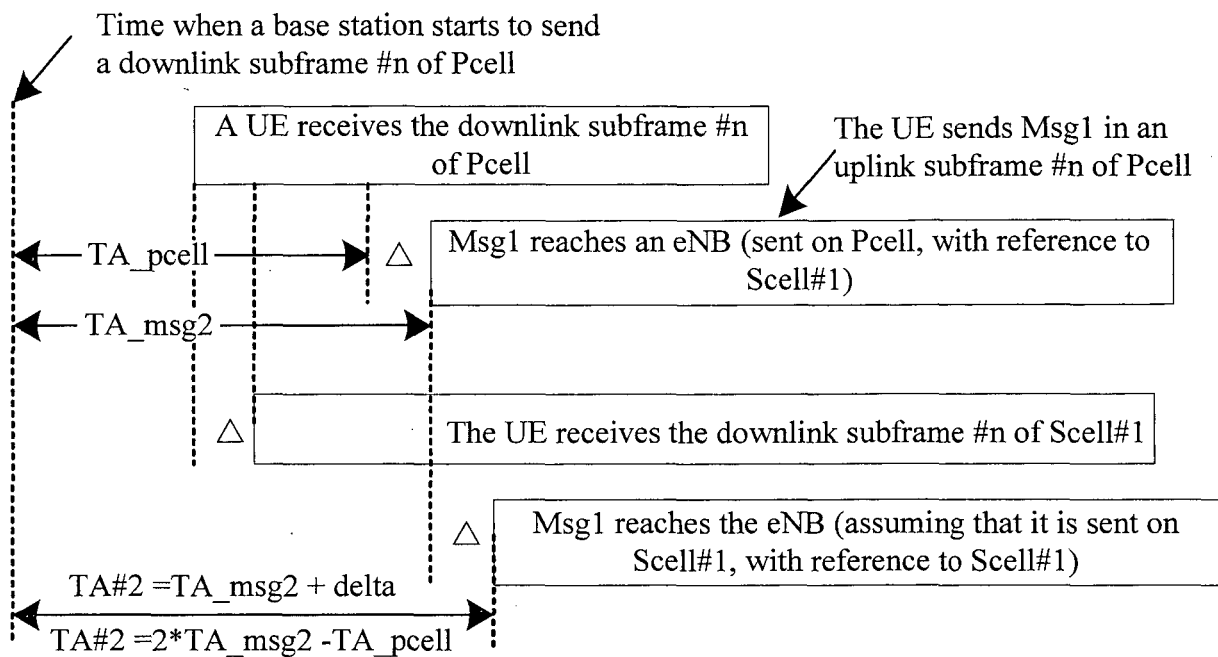 Time when a base station starts to send
a downlink subframe #n of Pcell
A UE receives the downlink subframe #n
of Pcell
The UE sends Msg1 in an
uplink subframe #n of Pcell
TA_pcell
△
Msg1 reaches an eNB (sent on Pcell, with reference to
Scell#1)
TA_msg2
△
The UE receives the downlink subframe #n of Scell#1
△
Msg1 reaches the eNB (assuming that it is sent on
Scell#1, with reference to Scell#1)
TA#2 =TA_msg2 + delta
TA#2 =2*TA_msg2 -TA_pcell